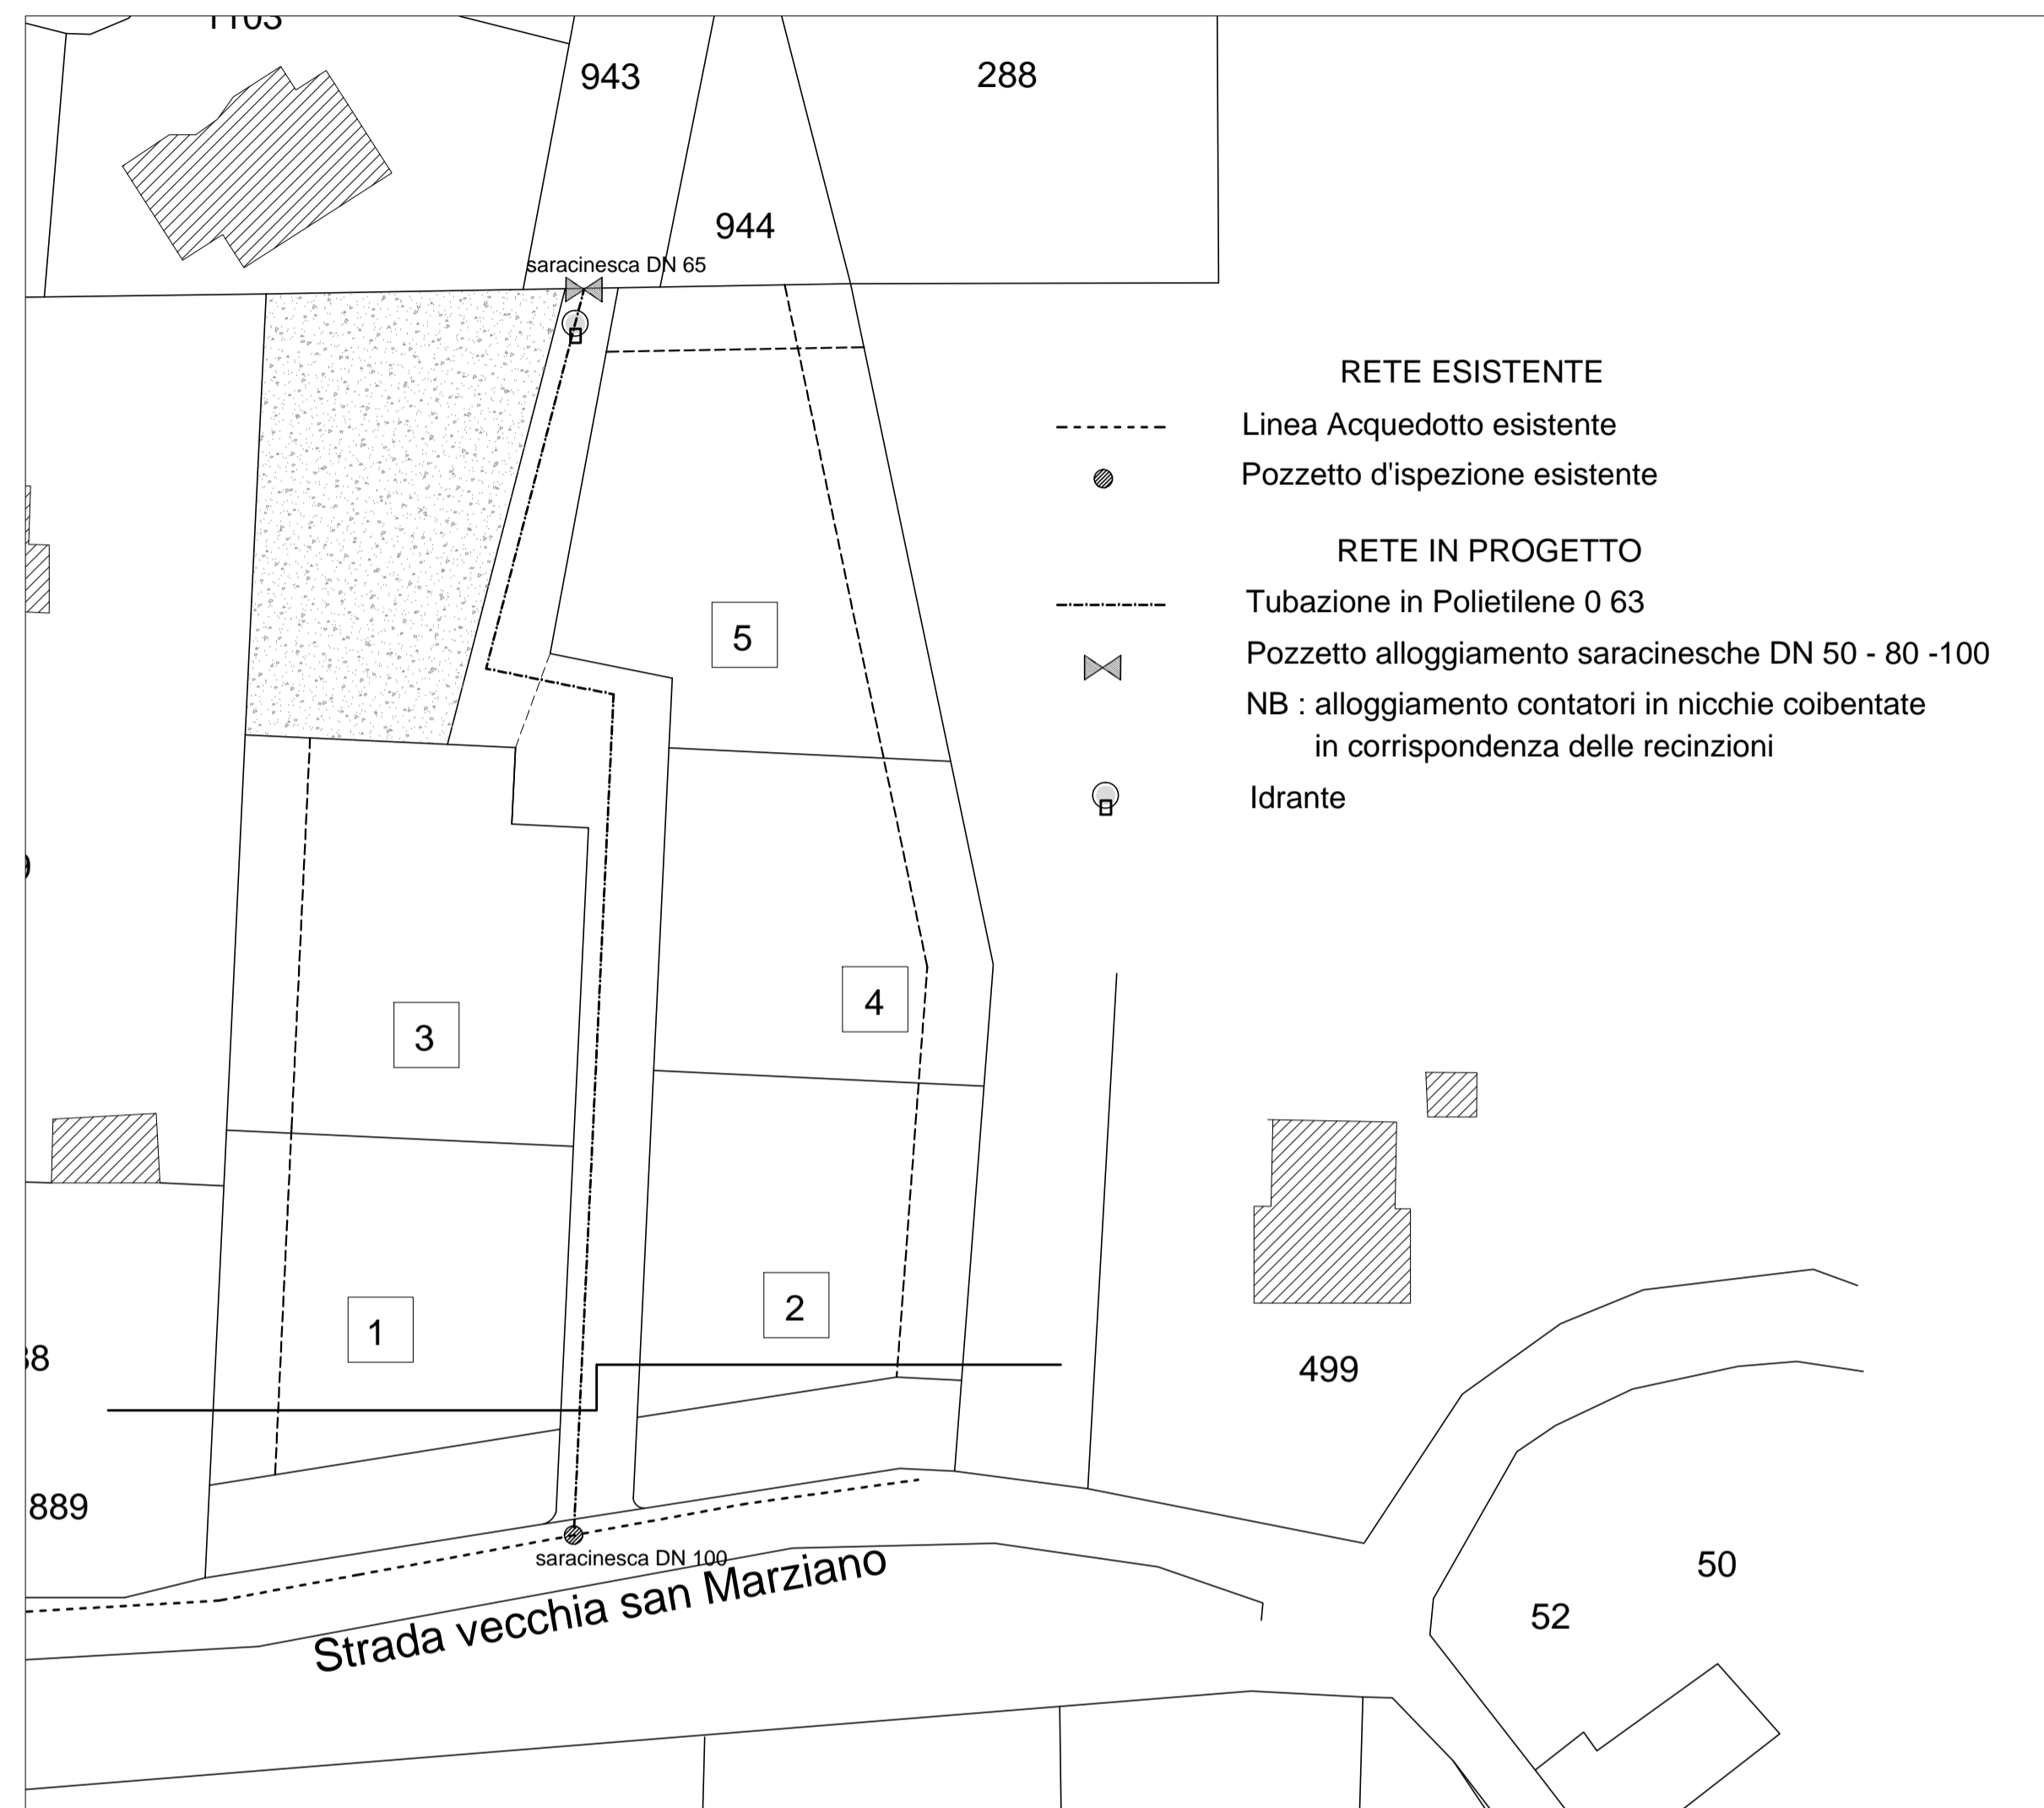 943
288
944
saracinesca DN 65
RETE ESISTENTE
Linea Acquedotto esistente
Pozzetto d'ispezione esistente
RETE IN PROGETTO
Tubazione in Polietilene 0 63
Pozzetto alloggiamento saracinesche DN 50 - 80 -100
NB : alloggiamento contatori in nicchie coibentate
in corrispondenza delle recinzioni
Idrante
5
4
3
2
1
499
889
saracinesca DN 100
Strada vecchia san Marziano
50
52